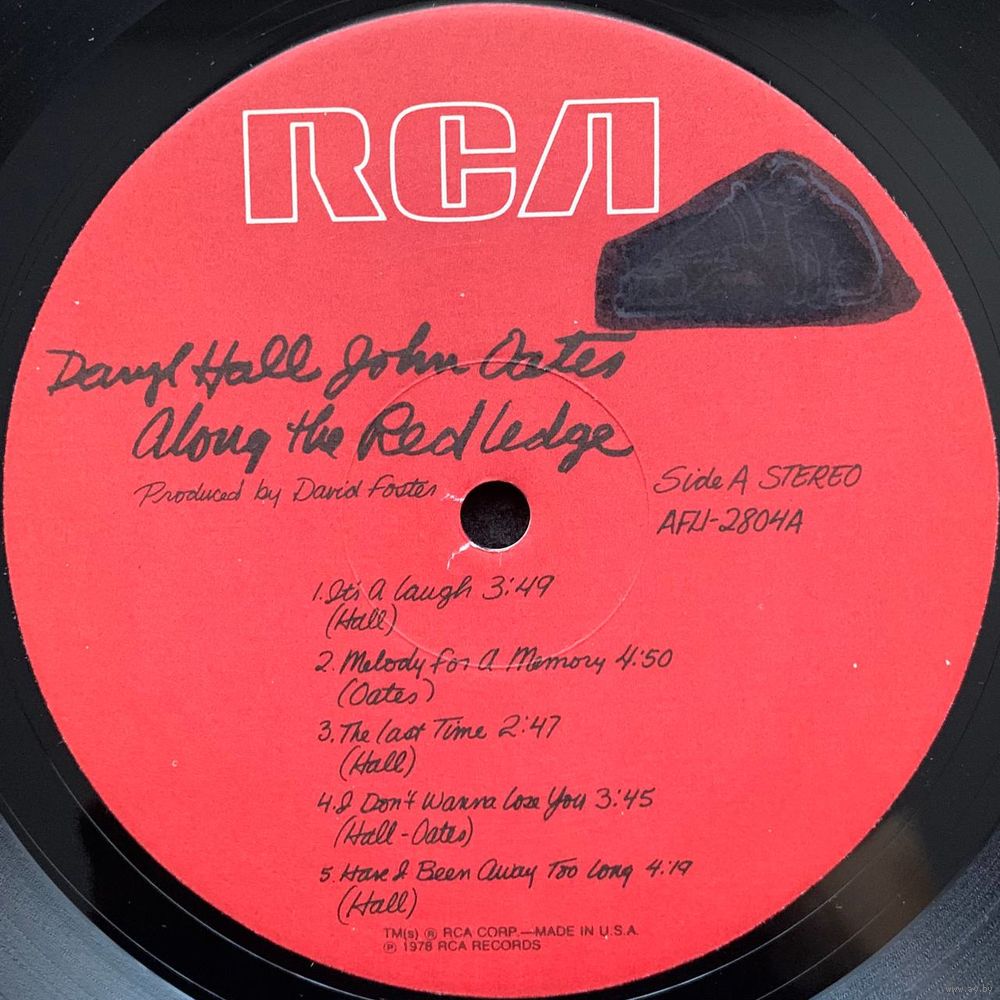 RCA
Daryl Hall John Oates
Along the Red Ledge
Produced by David Foster
Side A STEREO
AFL1-2804A
1. It's A Laugh 3:49
(Hall)
2. Melody for A Memory 4:50
(Oates)
3. The Last Time 2:47
(Hall)
4. I Don't Wanna Lose You 3:45
(Hall-Oates)
5. Have I Been Away Too Long 4:19
(Hall)
TM(s) ® RCA CORP.—MADE IN U.S.A.
℗ 1978 RCA RECORDS
www.ay.by